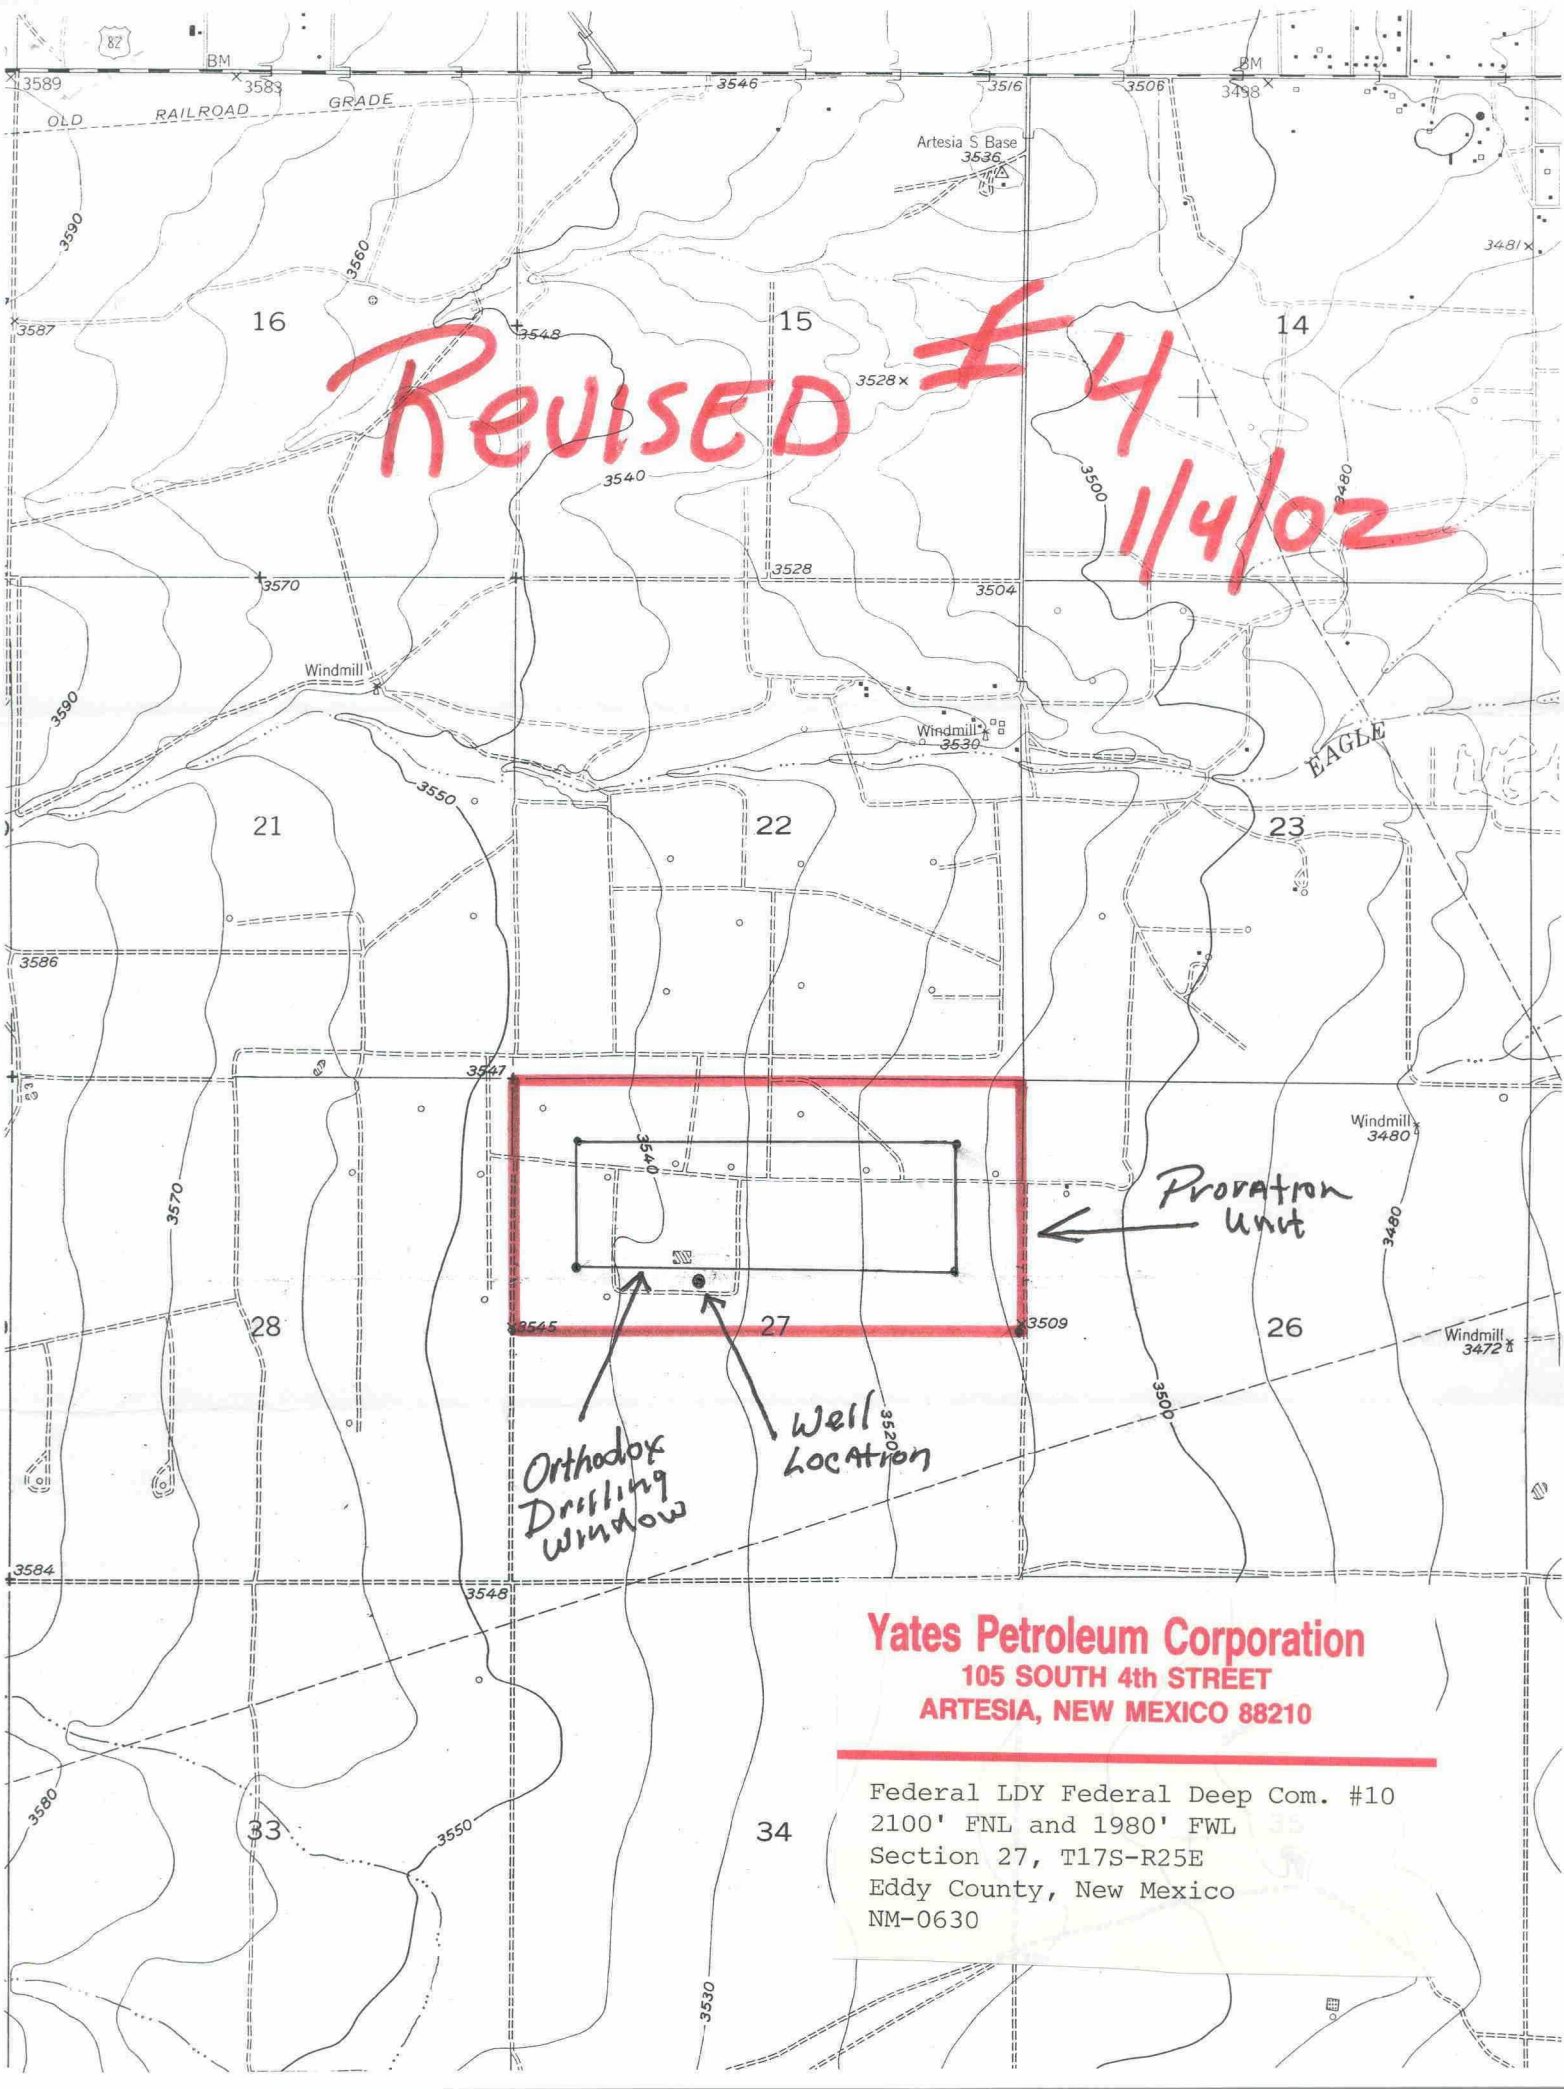 82
BM
BM
3589
3583
3546
3516
3506
3498
OLD RAILROAD GRADE
Artesia S Base
3536
3590
3560
3481
16
15
14
3587
3548
3528
REVISED # 4
1/4/02
3540
3500
3480
3570
3528
3504
Windmill
3590
Windmill
3530
EAGLE
3550
21
22
23
3586
3547
Windmill
3480
3540
3570
Proration
Unit
3480
28
3545
27
3509
26
Windmill
3472
3500
Well
Location
3520
Orthodox
Drilling
Window
3584
3548
Yates Petroleum Corporation
105 SOUTH 4th STREET
ARTESIA, NEW MEXICO 88210
Federal LDY Federal Deep Com. #10
2100' FNL and 1980' FWL
Section 27, T17S-R25E
Eddy County, New Mexico
NM-0630
3580
33
3550
34
35
3530